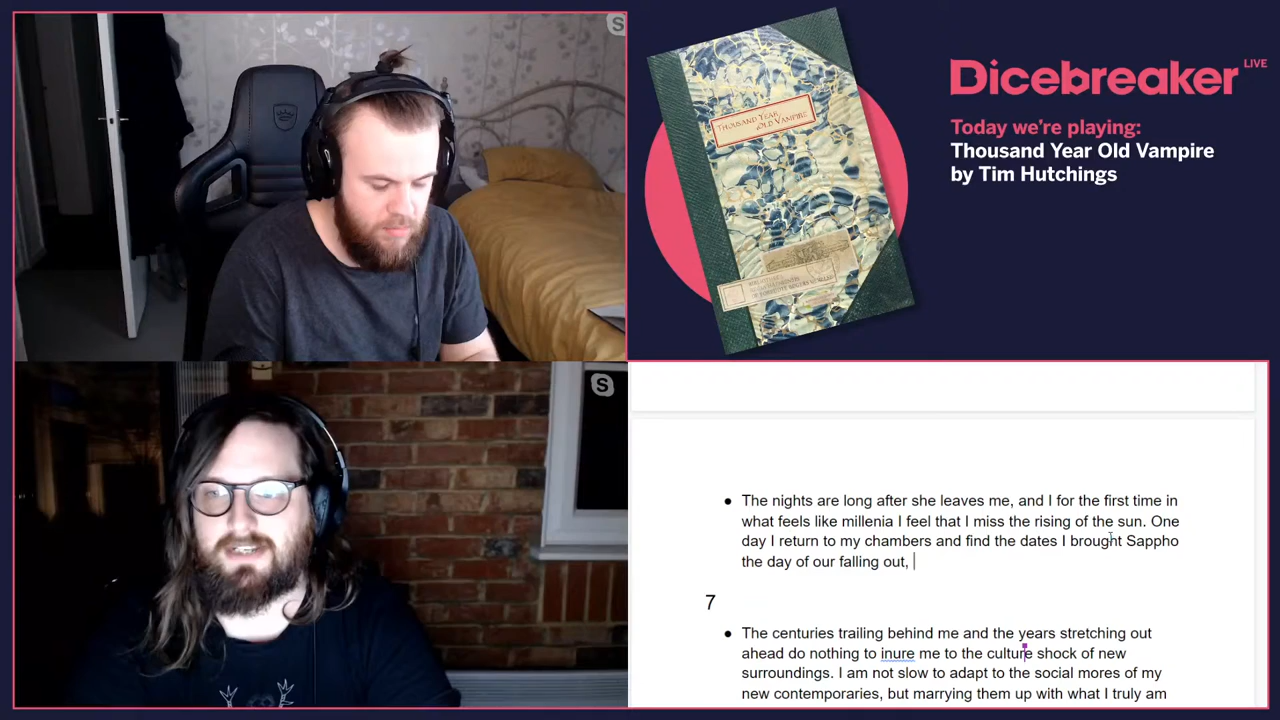 Dicebreaker LIVE
Today we're playing:
Thousand Year Old Vampire
by Tim Hutchings
THOUSAND YEAR
OLD VAMPIRE
S
S
The nights are long after she leaves me, and I for the first time in
what feels like millenia I feel that I miss the rising of the sun. One
day I return to my chambers and find the dates I brought Sappho
the day of our falling out,
7
The centuries trailing behind me and the years stretching out
ahead do nothing to inure me to the culture shock of new
surroundings. I am not slow to adapt to the social mores of my
new contemporaries, but marrying them up with what I truly am